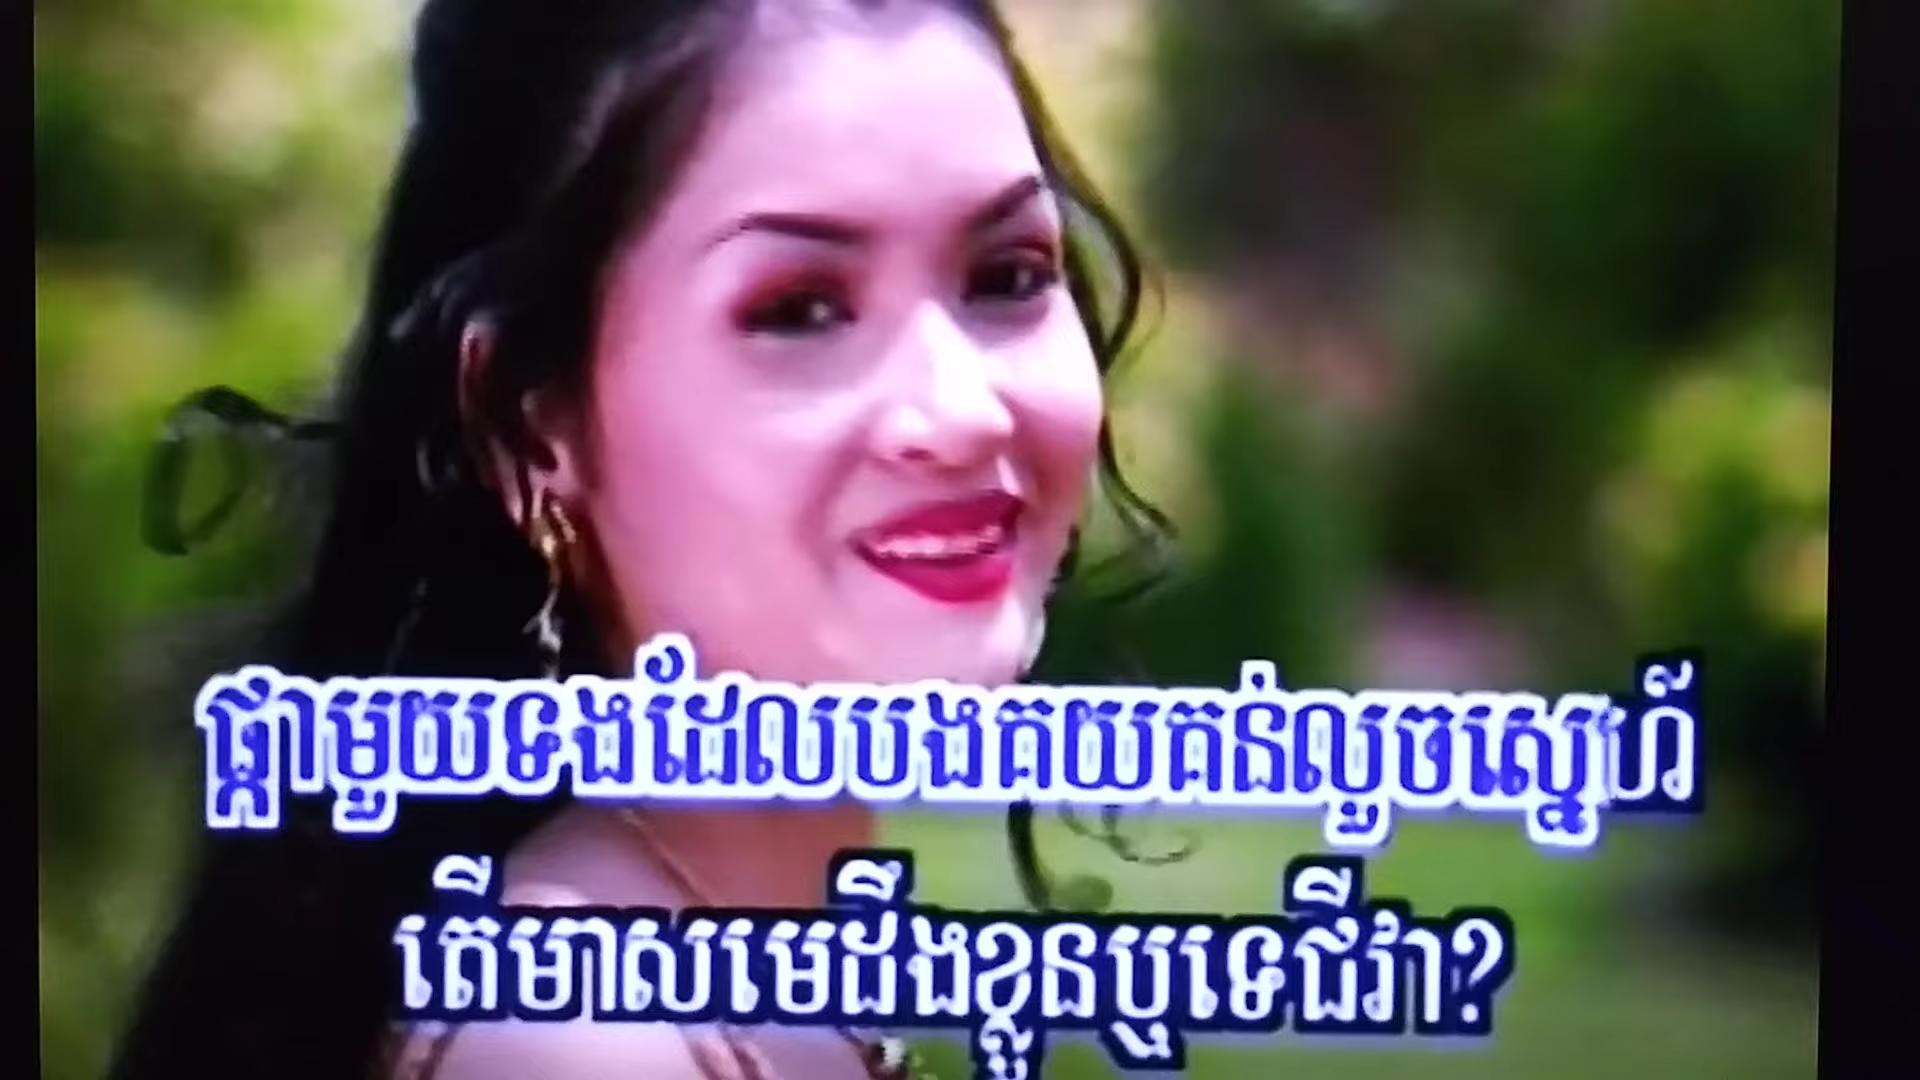 ផ្កាមួយទងដែលបងគយគន់លួចស្នេហ៍
តើមាសមេដឹងខ្លួនឬទេជីវា?